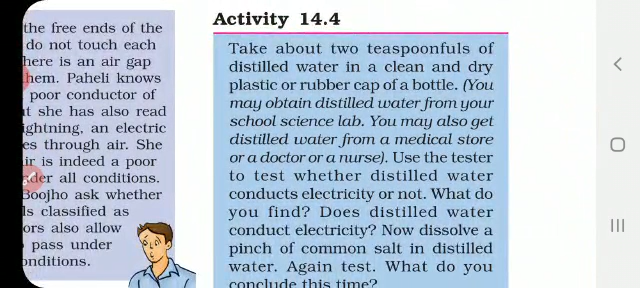 the free ends of the
do not touch each
here is an air gap
hem. Paheli knows
poor conductor of
t she has also read
ightning, an electric
es through air. She
ir is indeed a poor
der all conditions.
Boojho ask whether
ls classified as
ors also allow
pass under
onditions.
Activity 14.4
Take about two teaspoonfuls of
distilled water in a clean and dry
plastic or rubber cap of a bottle. (You
may obtain distilled water from your
school science lab. You may also get
distilled water from a medical store
or a doctor or a nurse). Use the tester
to test whether distilled water
conducts electricity or not. What do
you find? Does distilled water
conduct electricity? Now dissolve a
pinch of common salt in distilled
water. Again test. What do you
conclude this time?